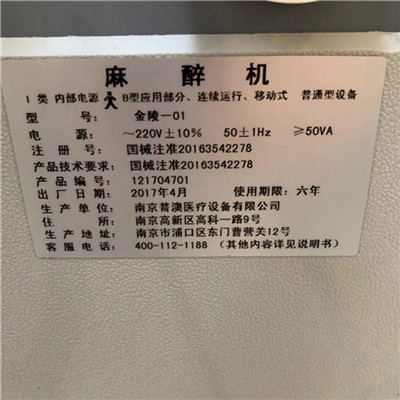 麻醉机
I类 内部电源 B型应用部分、连续运行、移动式 普通型设备
型号：金陵-01
电源：~220V±10% 50±1Hz ≥50VA
注册号：国械注准20163542278
产品技术要求：国械注准20163542278
产品编号：121704701
出厂日期：2017年4月 使用期限：六年
生产单位：南京普澳医疗设备有限公司
住所：南京高新区高科一路9号
生产地址：南京市浦口区东门曹营关12号
客服电话：400-112-1188（其他内容详见说明书）